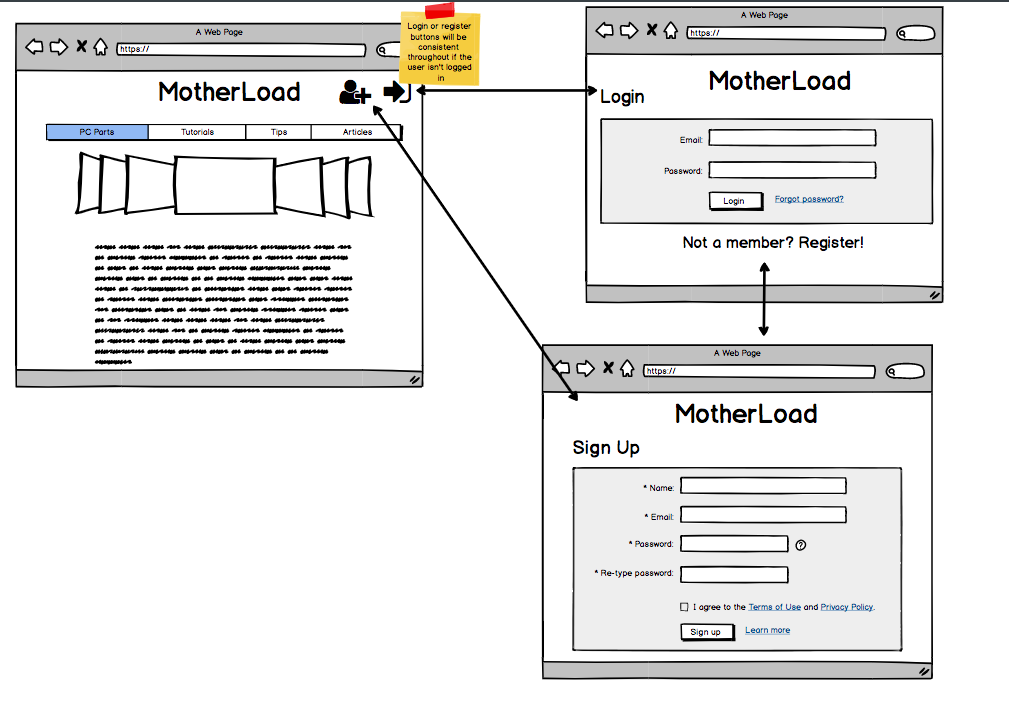 A Web Page
https://
Login or register
buttons will be
consistent
throughout if the
user isn't logged
in
MotherLoad
PC Parts
Tutorials
Tips
Articles
A Web Page
https://
MotherLoad
Login
Email:
Password:
Login
Forgot password?
Not a member? Register!
A Web Page
https://
MotherLoad
Sign Up
* Name:
* Email:
* Password:
?
* Re-type password:
I agree to the Terms of Use and Privacy Policy.
Sign up
Learn more